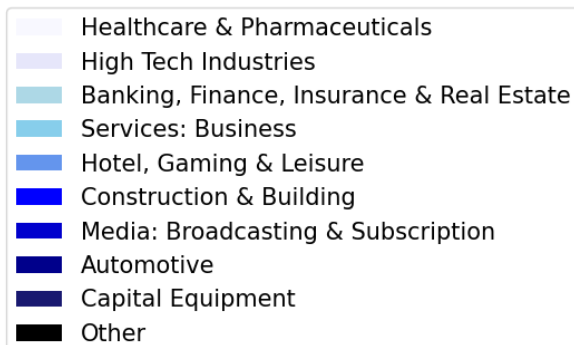 Healthcare & Pharmaceuticals
High Tech Industries
Banking, Finance, Insurance & Real Estate
Services: Business
Hotel, Gaming & Leisure
Construction & Building
Media: Broadcasting & Subscription
Automotive
Capital Equipment
Other